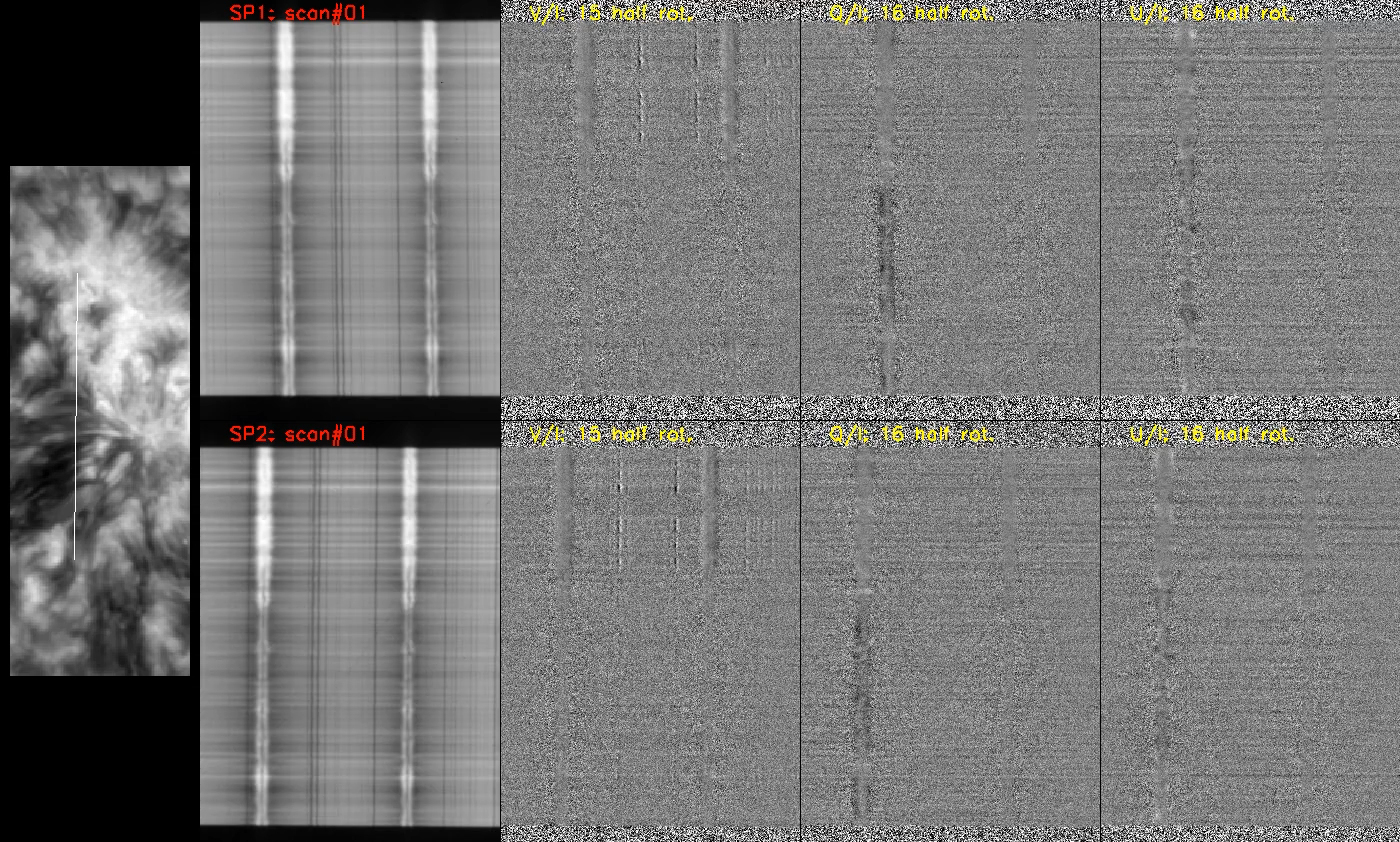 SP1: scan#01
V/I: 15 half rot.
Q/I: 16 half rot.
U/I: 16 half rot.
SP2: scan#01
V/I: 15 half rot.
Q/I: 16 half rot.
U/I: 16 half rot.